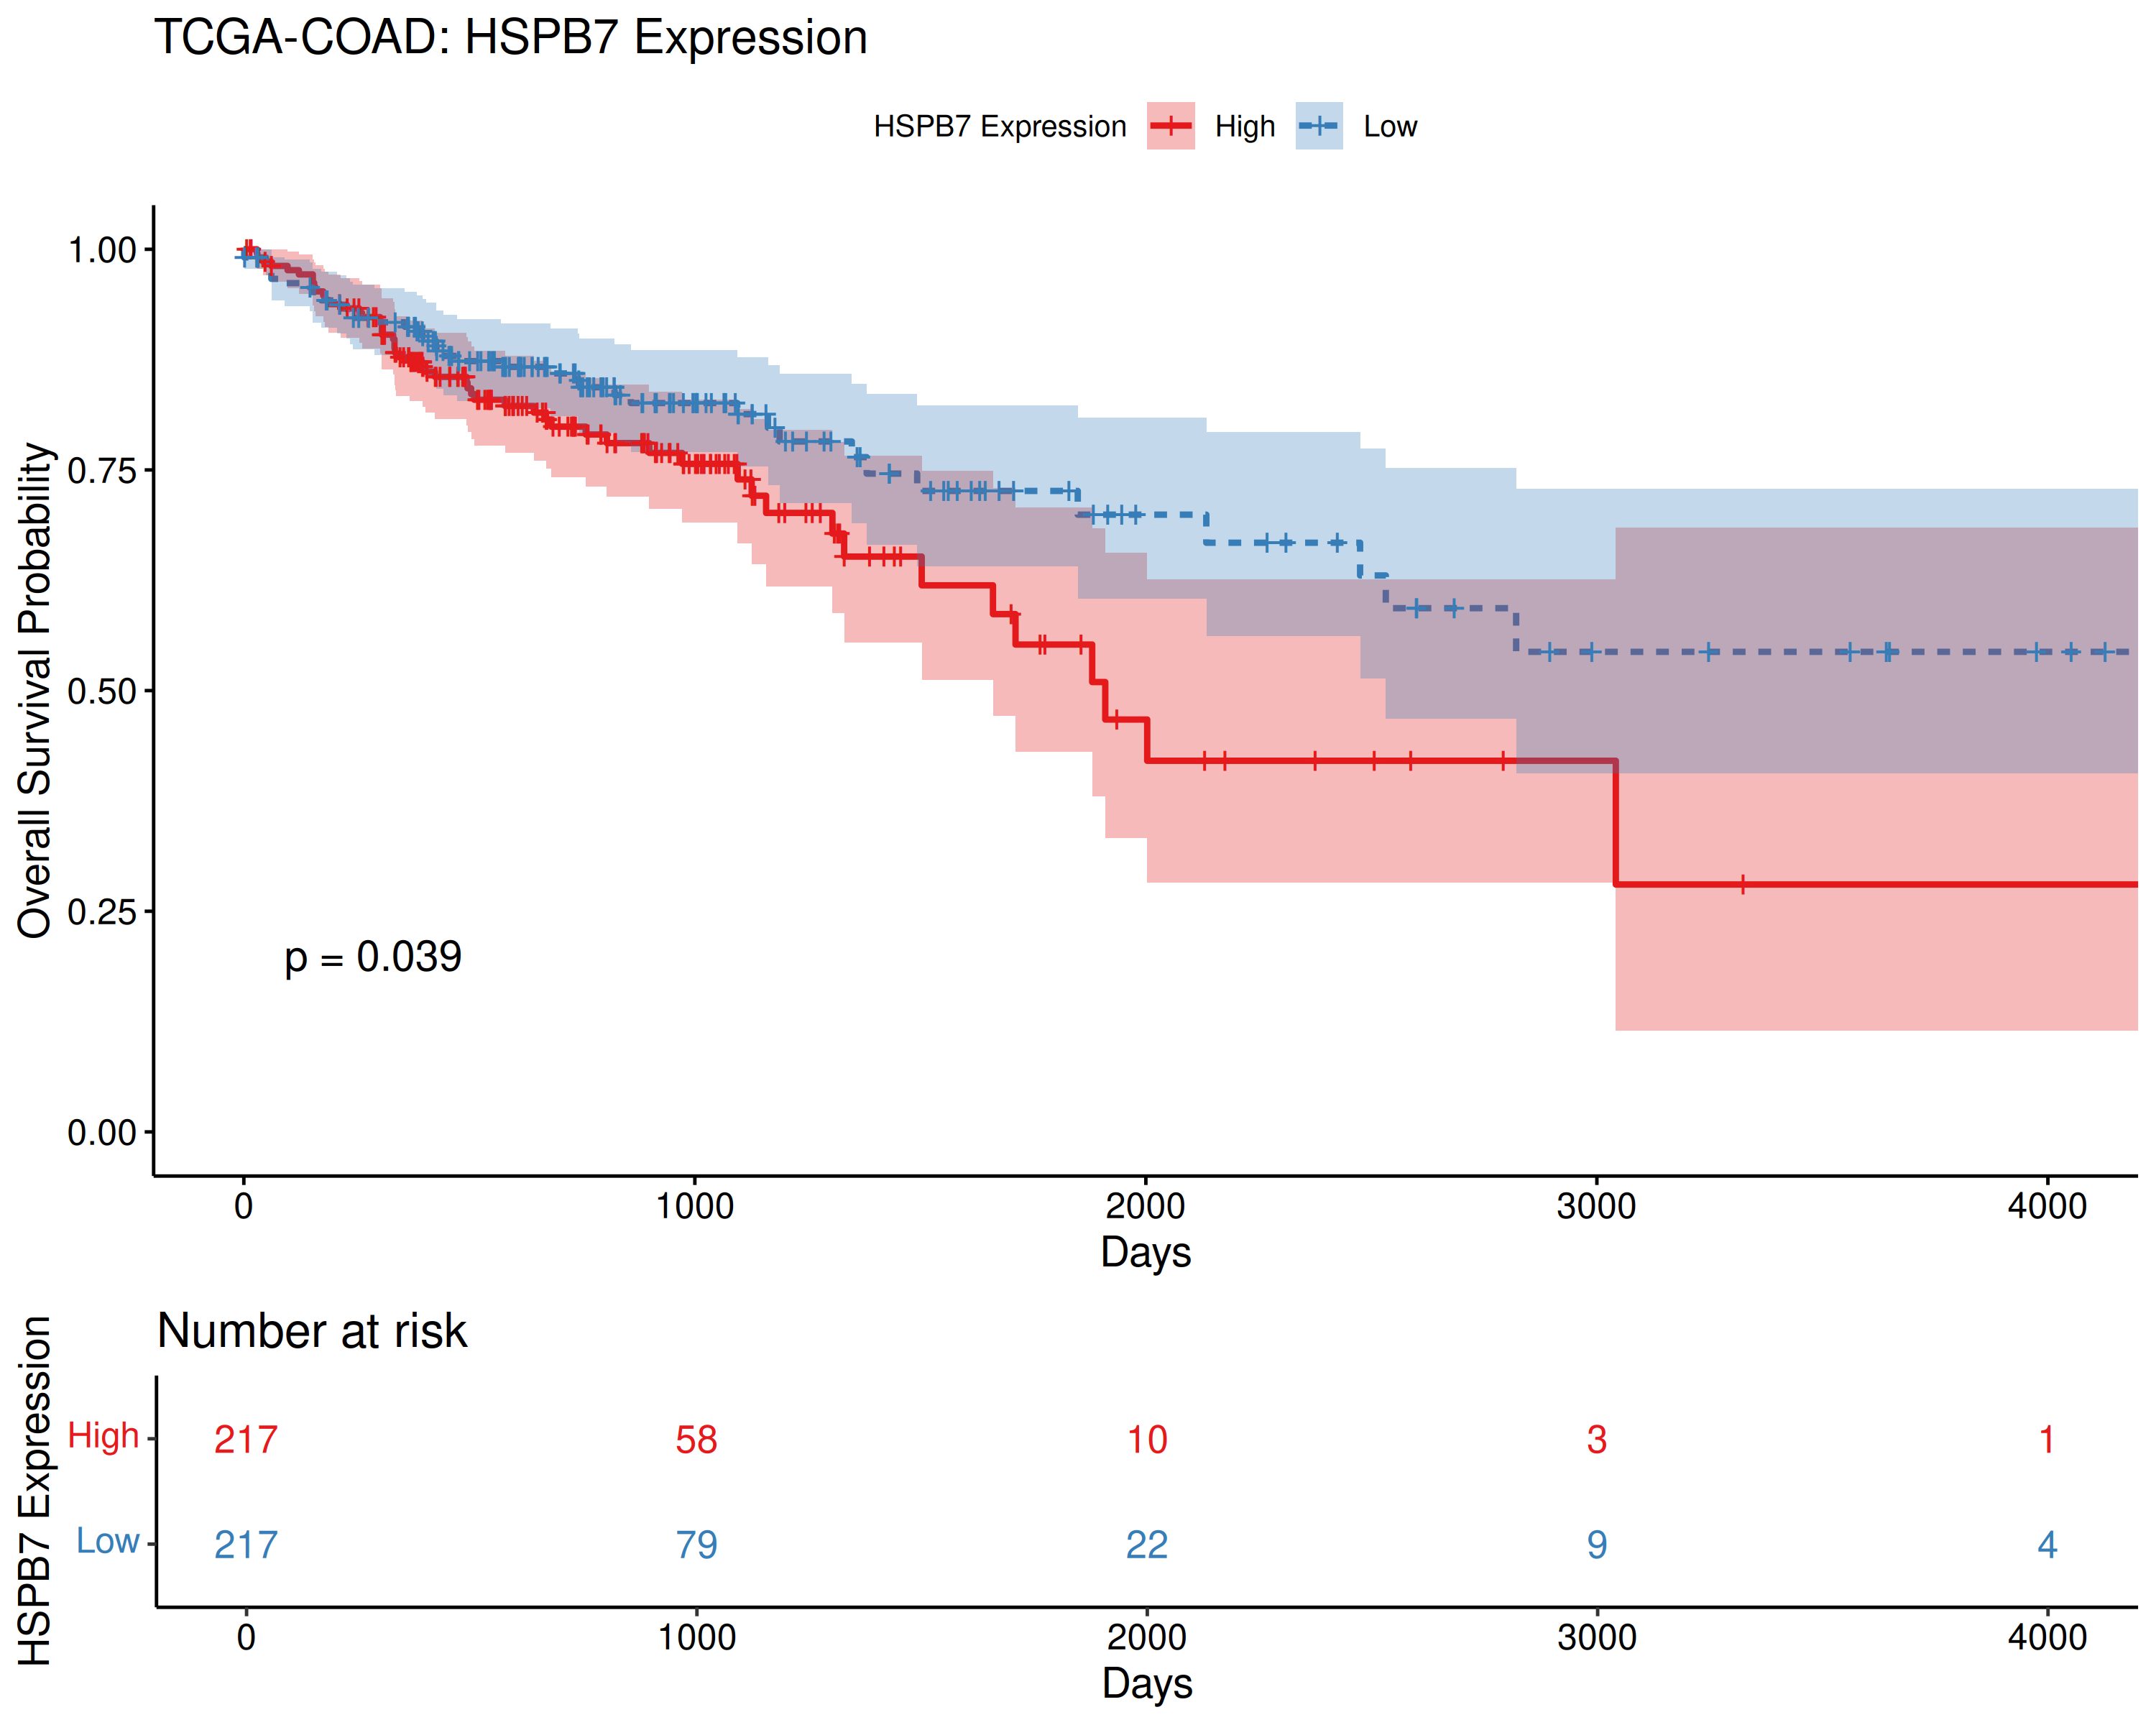 TCGA-COAD: HSPB7 Expression
HSPB7 Expression High Low
Overall Survival Probability
1.00
0.75
0.50
0.25
0.00
p = 0.039
0 1000 2000 3000 4000
Days
Number at risk
HSPB7 Expression
High 217 58 10 3 1
Low 217 79 22 9 4
0 1000 2000 3000 4000
Days